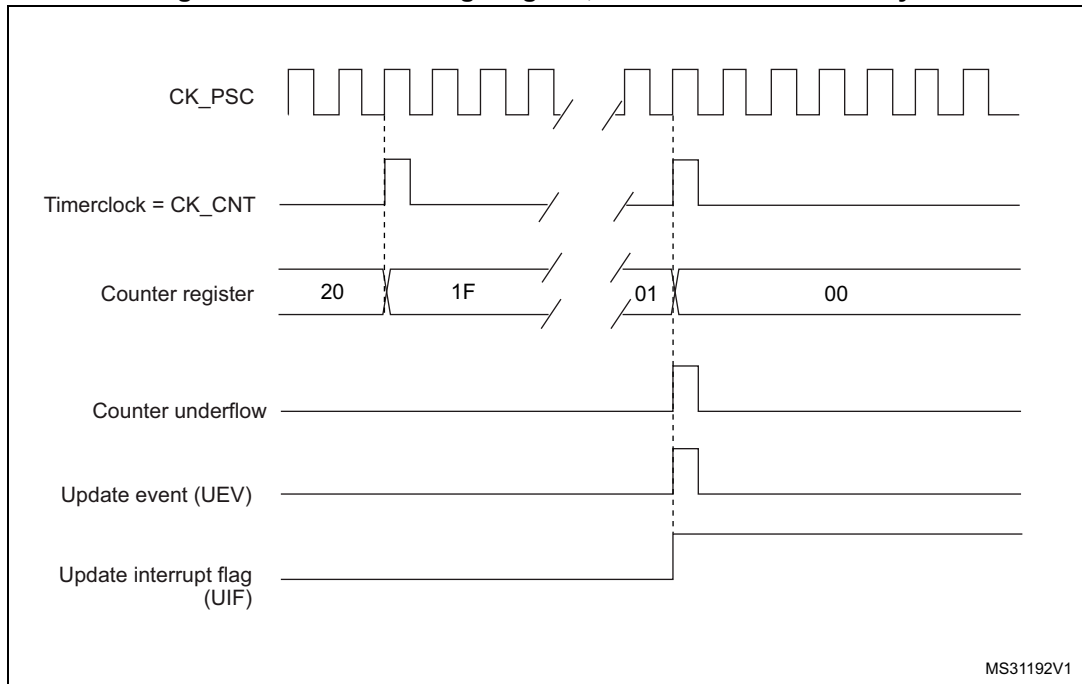 CK_PSC
Timerclock = CK_CNT
Counter register
20
1F
01
00
Counter underflow
Update event (UEV)
Update interrupt flag
(UIF)
MS31192V1